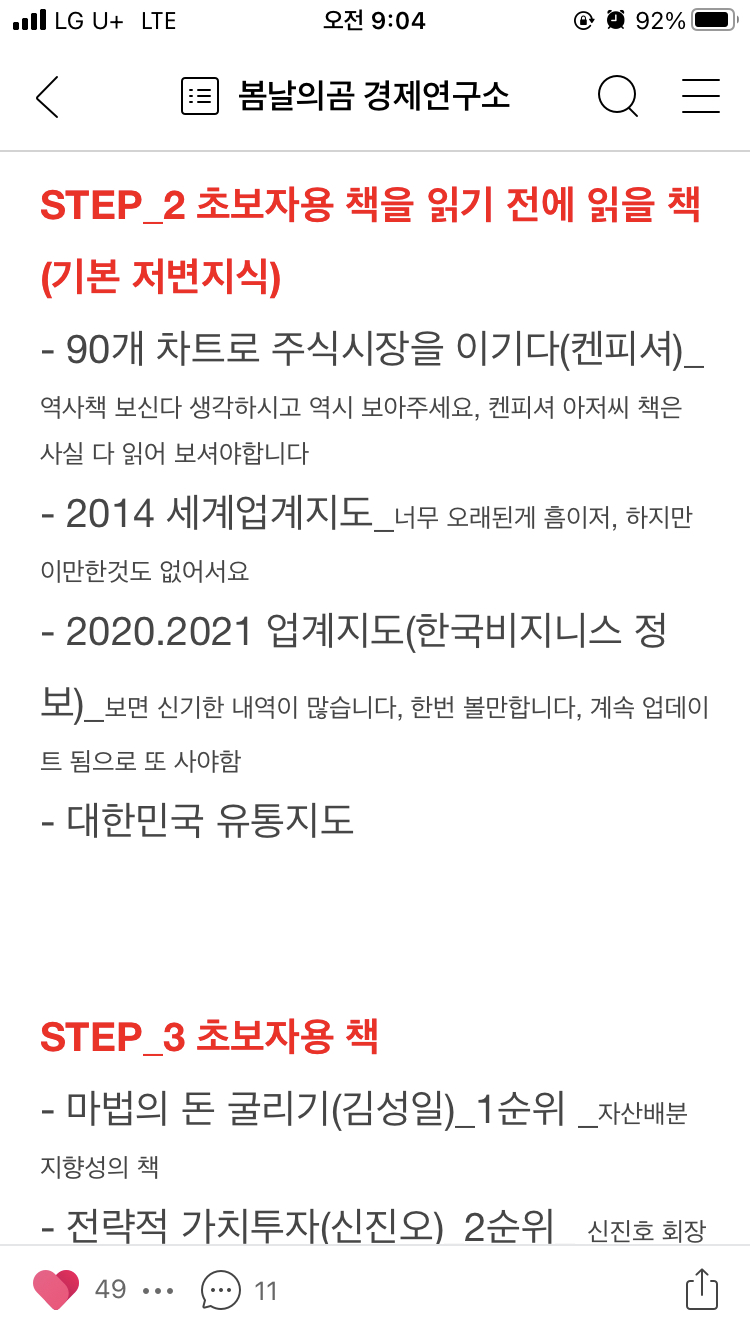 LG U+ LTE 오전 9:04 92%
봄날의곰 경제연구소
STEP_2 초보자용 책을 읽기 전에 읽을 책
(기본 저변지식)
- 90개 차트로 주식시장을 이기다(켄피셔)_
역사책 보신다 생각하시고 역시 보아주세요, 켄피셔 아저씨 책은
사실 다 읽어 보셔야합니다
- 2014 세계업계지도_너무 오래된게 흠이저, 하지만
이만한것도 없어서요
- 2020.2021 업계지도(한국비지니스 정
보)_보면 신기한 내역이 많습니다, 한번 볼만합니다, 계속 업데이
트 됨으로 또 사야함
- 대한민국 유통지도
STEP_3 초보자용 책
- 마법의 돈 굴리기(김성일)_1순위 _자산배분
지향성의 책
- 전략적 가치투자(신진오)_2순위 _신진호 회장
49 11